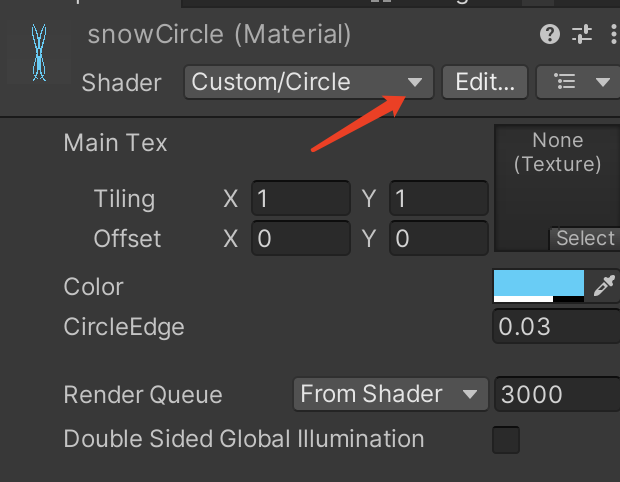 snowCircle (Material)
Shader Custom/Circle Edit...
Main Tex
None
(Texture)
Tiling X 1 Y 1
Offset X 0 Y 0
Select
Color
CircleEdge 0.03
Render Queue From Shader 3000
Double Sided Global Illumination